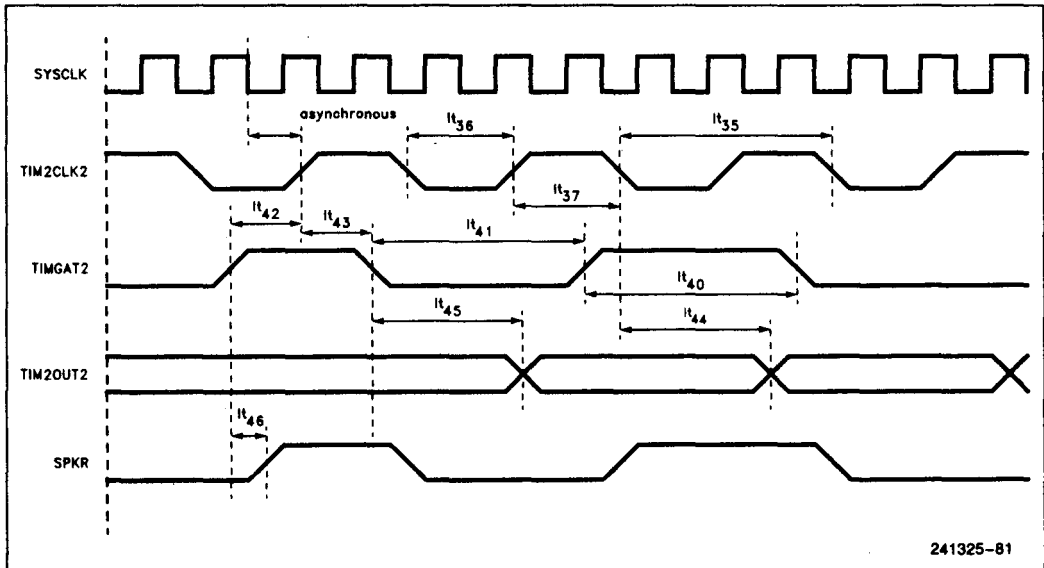 SYSCLK
asynchronous
It36
It35
TIM2CLK2
It37
It42
It43
It41
TIMGAT2
It40
It45
It44
TIM2OUT2
It46
SPKR
241325-81